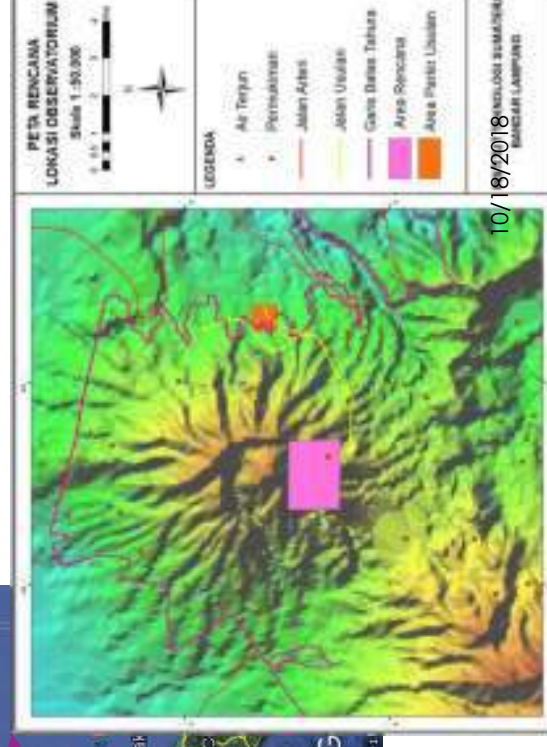 PETA RENCANA
LOKASI OBSERVATORIUM
Skala 1 : 50.000
LEGENDA
Air Terjun
Permukiman
Jalan Arteri
Jalan Usulan
Garis Batas Tahura
Area Rencana
Area Parkir Usulan
SUMATERA
BANDAR LAMPUNG
10/18/2018